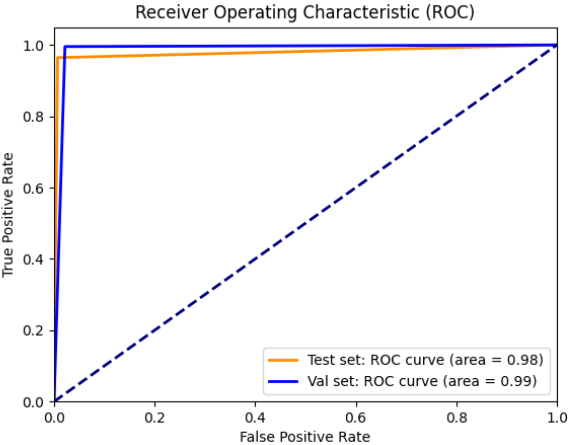 Receiver Operating Characteristic (ROC)
True Positive Rate
1.0
0.8
0.6
0.4
0.2
0.0
Test set: ROC curve (area = 0.98)
Val set: ROC curve (area = 0.99)
0.0 0.2 0.4 0.6 0.8 1.0
False Positive Rate